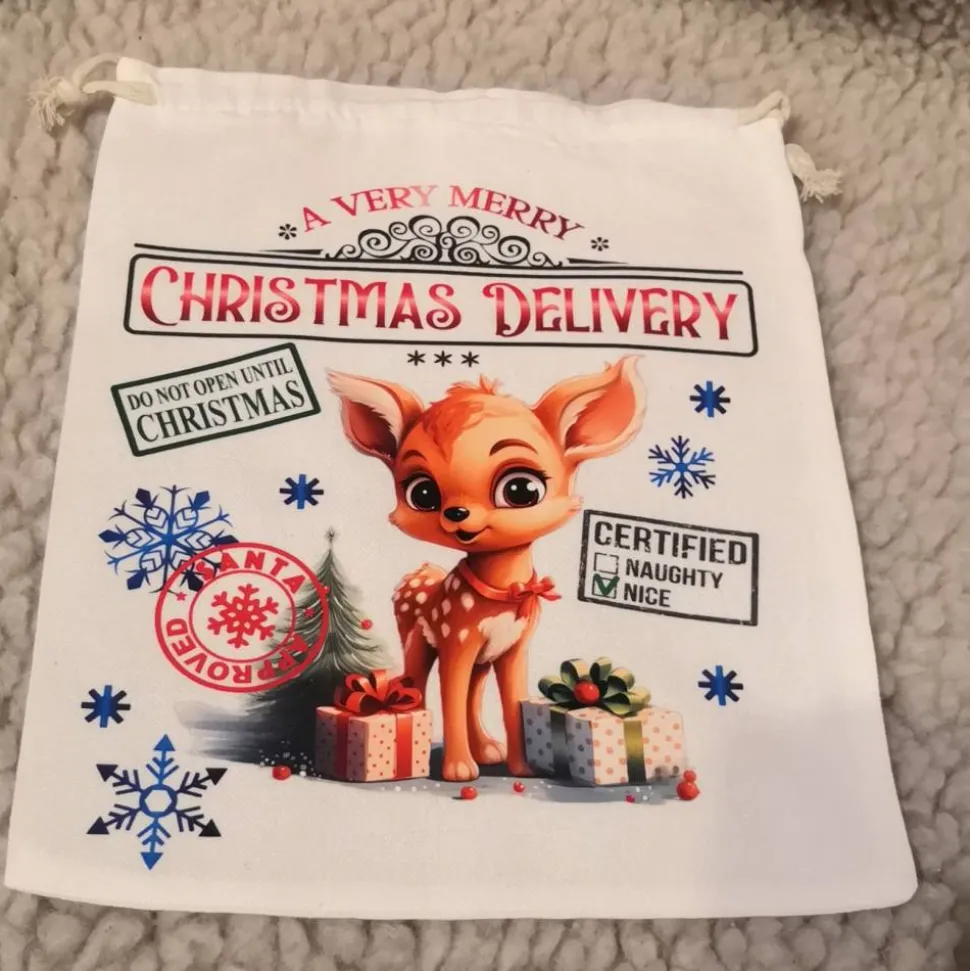 A VERY MERRY
CHRISTMAS DELIVERY
DO NOT OPEN UNTIL
CHRISTMAS
SANTA
APPROVED
CERTIFIED
NAUGHTY
NICE